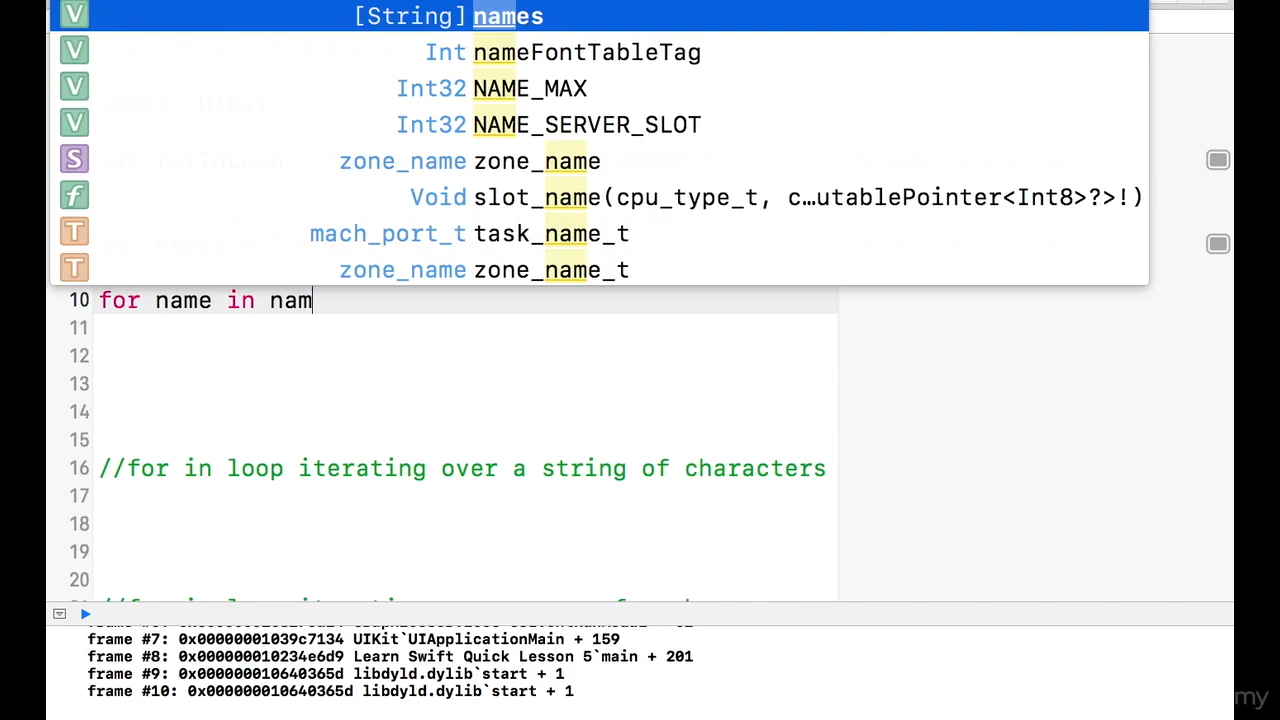 V [String] names
V Int nameFontTableTag
V Int32 NAME_MAX
V Int32 NAME_SERVER_SLOT
S zone_name zone_name
f Void slot_name(cpu_type_t, c…utablePointer<Int8>?>!)
T mach_port_t task_name_t
T zone_name zone_name_t
10 for name in nam
11
12
13
14
15
16 //for in loop iterating over a string of characters
17
18
19
20
frame #7: 0x00000001039c7134 UIKit`UIApplicationMain + 159
frame #8: 0x000000010234e6d9 Learn Swift Quick Lesson 5`main + 201
frame #9: 0x000000010640365d libdyld.dylib`start + 1
frame #10: 0x000000010640365d libdyld.dylib`start + 1
my